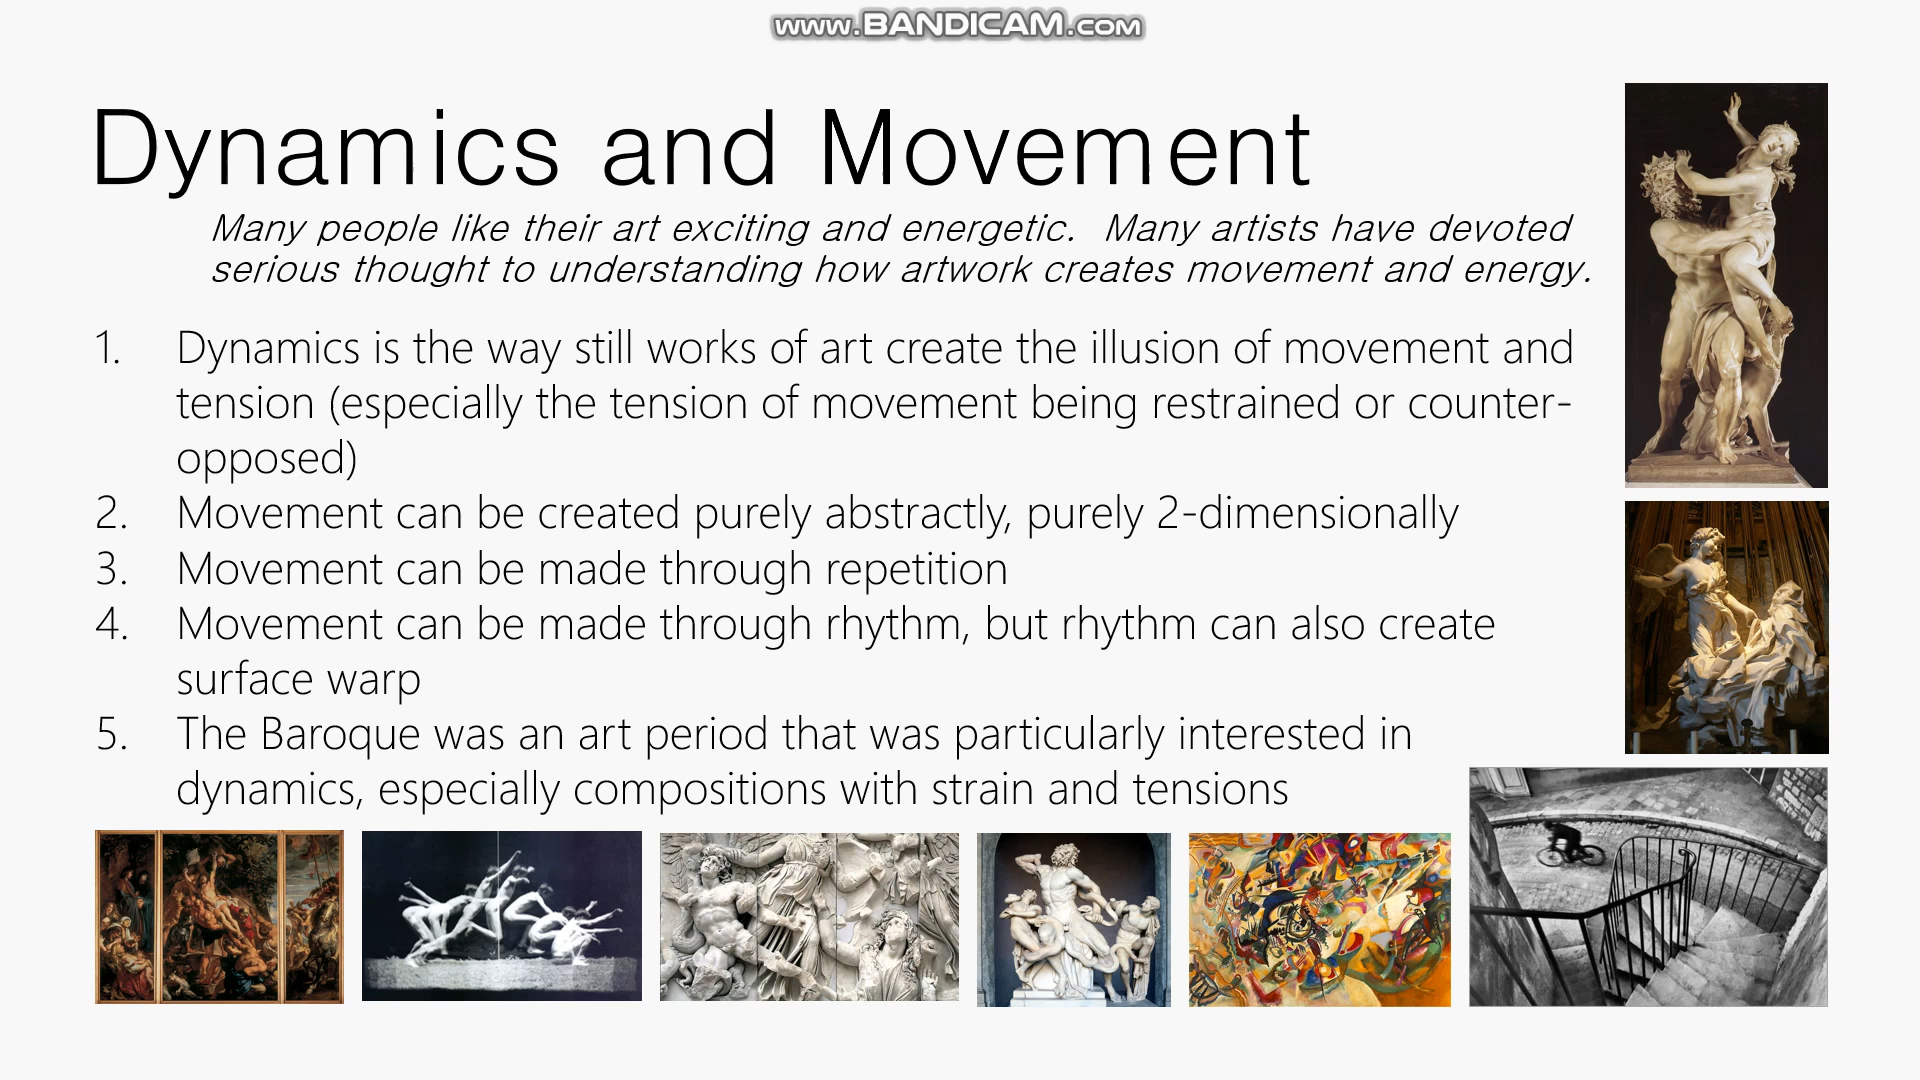 www.BANDICAM.com
Dynamics and Movement
Many people like their art exciting and energetic.  Many artists have devoted
serious thought to understanding how artwork creates movement and energy.
1. Dynamics is the way still works of art create the illusion of movement and
tension (especially the tension of movement being restrained or counter-
opposed)
2. Movement can be created purely abstractly, purely 2-dimensionally
3. Movement can be made through repetition
4. Movement can be made through rhythm, but rhythm can also create
surface warp
5. The Baroque was an art period that was particularly interested in
dynamics, especially compositions with strain and tensions